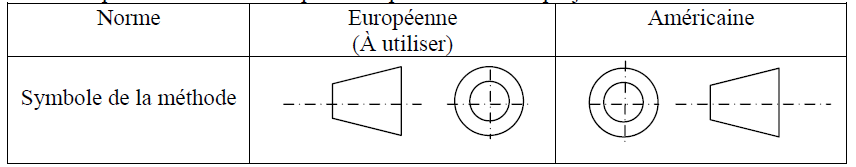 Norme
Européenne
(À utiliser)
Américaine
Symbole de la méthode